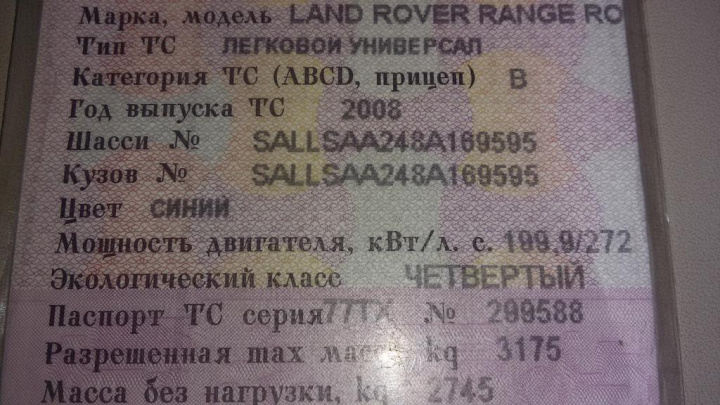 Марка, модель LAND ROVER RANGE RO
Тип ТС ЛЕГКОВОЙ УНИВЕРСАЛ
Категория ТС (ABCD, прицеп) B
Год выпуска ТС 2008
Шасси № SALLSAA248A169595
Кузов № SALLSAA248A169595
Цвет СИНИЙ
Мощность двигателя, кВт/л. с. 199,9/272
Экологический класс ЧЕТВЕРТЫЙ
Паспорт ТС серия 77ТХ № 299588
Разрешенная max масса, kg 3175
Масса без нагрузки, kg 2745